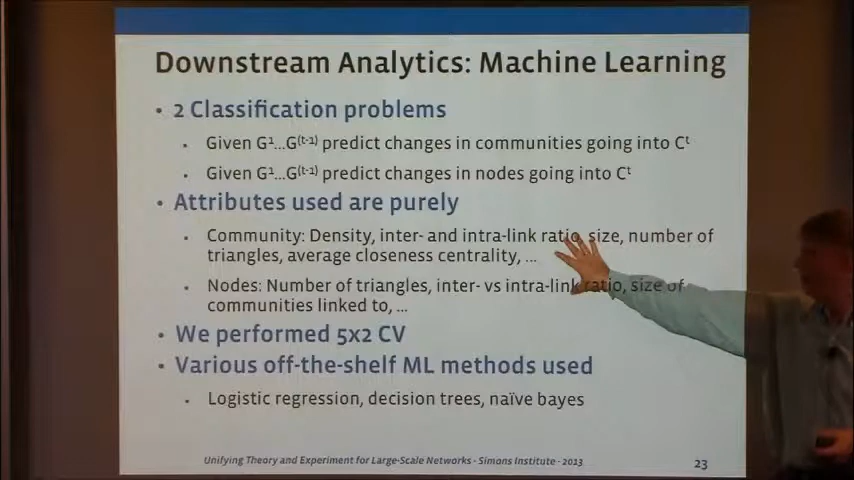 Downstream Analytics: Machine Learning
• 2 Classification problems
• Given G¹...G⁽ᵗ⁻¹⁾ predict changes in communities going into Cᵗ
• Given G¹...G⁽ᵗ⁻¹⁾ predict changes in nodes going into Cᵗ
• Attributes used are purely
• Community: Density, inter- and intra-link ratio, size, number of
triangles, average closeness centrality, ...
• Nodes: Number of triangles, inter- vs intra-link ratio, size of
communities linked to, ...
• We performed 5x2 CV
• Various off-the-shelf ML methods used
• Logistic regression, decision trees, naïve bayes
Unifying Theory and Experiment for Large-Scale Networks - Simons Institute - 2013
23